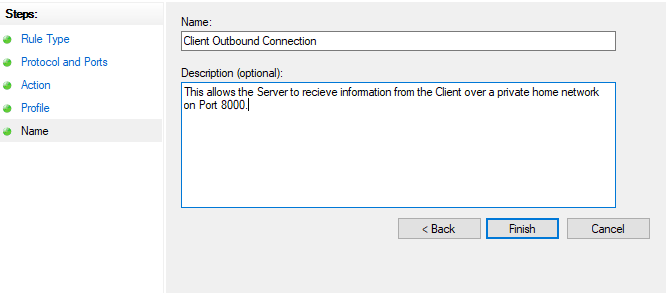 Steps:
Rule Type
Protocol and Ports
Action
Profile
Name
Name:
Client Outbound Connection
Description (optional):
This allows the Server to recieve information from the Client over a private home network
on Port 8000.
< Back
Finish
Cancel